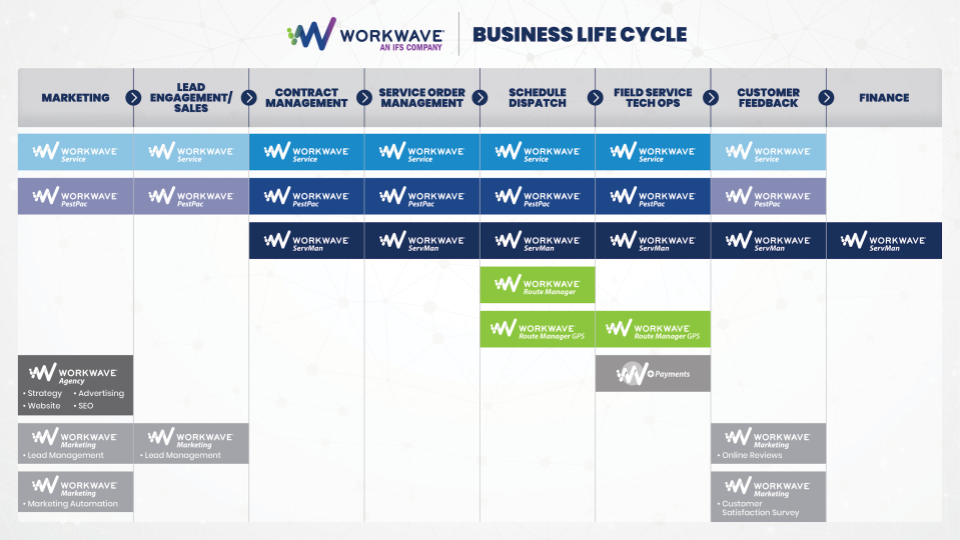 WORKWAVE
AN IFS COMPANY
BUSINESS LIFE CYCLE
MARKETING
LEAD
ENGAGEMENT/
SALES
CONTRACT
MANAGEMENT
SERVICE ORDER
MANAGEMENT
SCHEDULE
DISPATCH
FIELD SERVICE
TECH OPS
CUSTOMER
FEEDBACK
FINANCE
WORKWAVE
Service
WORKWAVE
Service
WORKWAVE
Service
WORKWAVE
Service
WORKWAVE
Service
WORKWAVE
Service
WORKWAVE
Service
WORKWAVE
PestPac
WORKWAVE
PestPac
WORKWAVE
PestPac
WORKWAVE
PestPac
WORKWAVE
PestPac
WORKWAVE
PestPac
WORKWAVE
PestPac
WORKWAVE
ServMan
WORKWAVE
ServMan
WORKWAVE
ServMan
WORKWAVE
ServMan
WORKWAVE
ServMan
WORKWAVE
ServMan
WORKWAVE
Route Manager
WORKWAVE
Route Manager GPS
WORKWAVE
Route Manager GPS
Payments
WORKWAVE
Agency
• Strategy • Advertising
• Website • SEO
WORKWAVE
Marketing
• Lead Management
WORKWAVE
Marketing
• Lead Management
WORKWAVE
Marketing
• Online Reviews
WORKWAVE
Marketing
• Marketing Automation
WORKWAVE
Marketing
• Customer
Satisfaction Survey